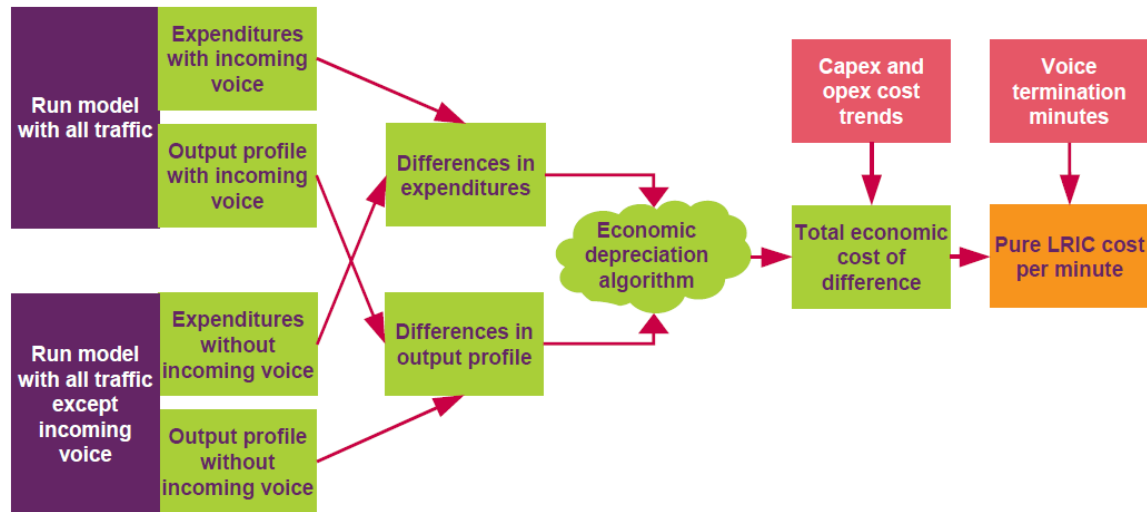 Run model
with all traffic
Expenditures
with incoming
voice
Output profile
with incoming
voice
Run model
with all traffic
except
incoming
voice
Expenditures
without
incoming voice
Output profile
without
incoming voice
Differences in
expenditures
Differences in
output profile
Economic
depreciation
algorithm
Capex and
opex cost
trends
Total economic
cost of
difference
Voice
termination
minutes
Pure LRIC cost
per minute